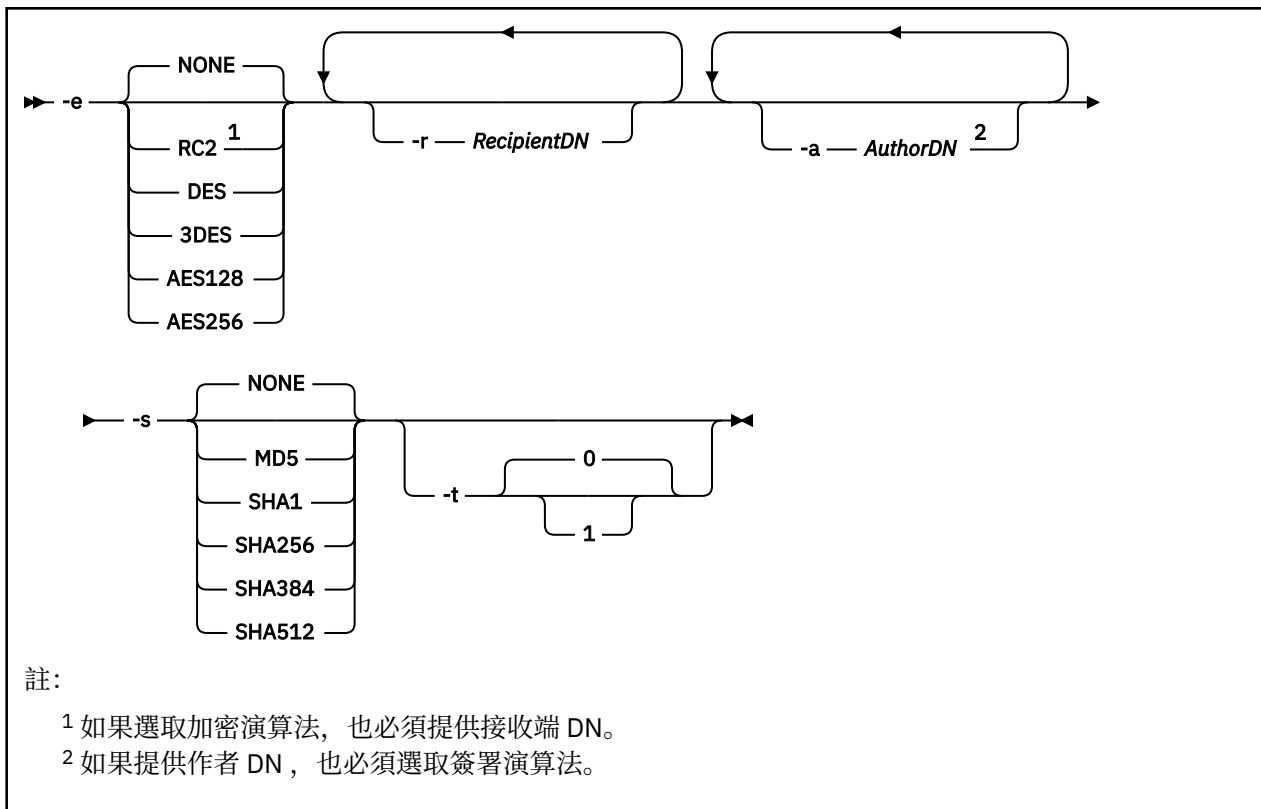 NONE
-e
RC2 1
DES
3DES
AES128
AES256
-r RecipientDN
-a AuthorDN 2
-s
NONE
MD5
SHA1
SHA256
SHA384
SHA512
-t
0
1
註：
1 如果選取加密演算法，也必須提供接收端 DN。
2 如果提供作者 DN ，也必須選取簽署演算法。